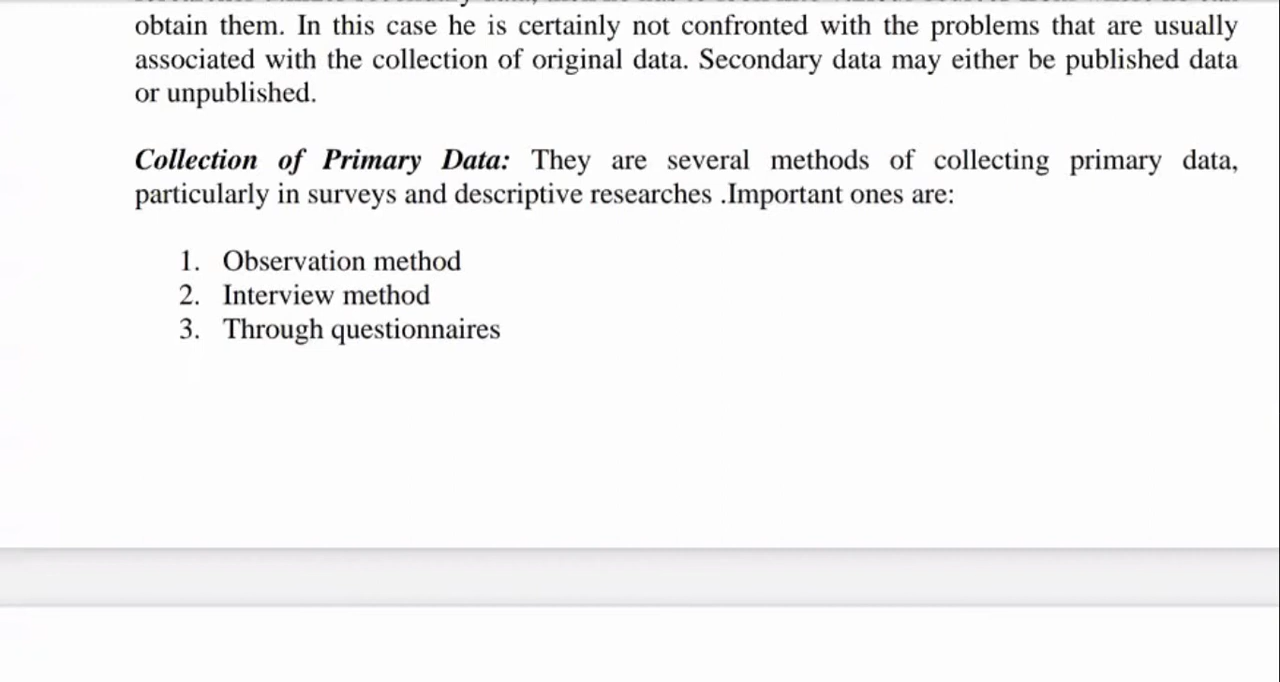 obtain them. In this case he is certainly not confronted with the problems that are usually
associated with the collection of original data. Secondary data may either be published data
or unpublished.
Collection of Primary Data: They are several methods of collecting primary data,
particularly in surveys and descriptive researches .Important ones are:
1. Observation method
2. Interview method
3. Through questionnaires